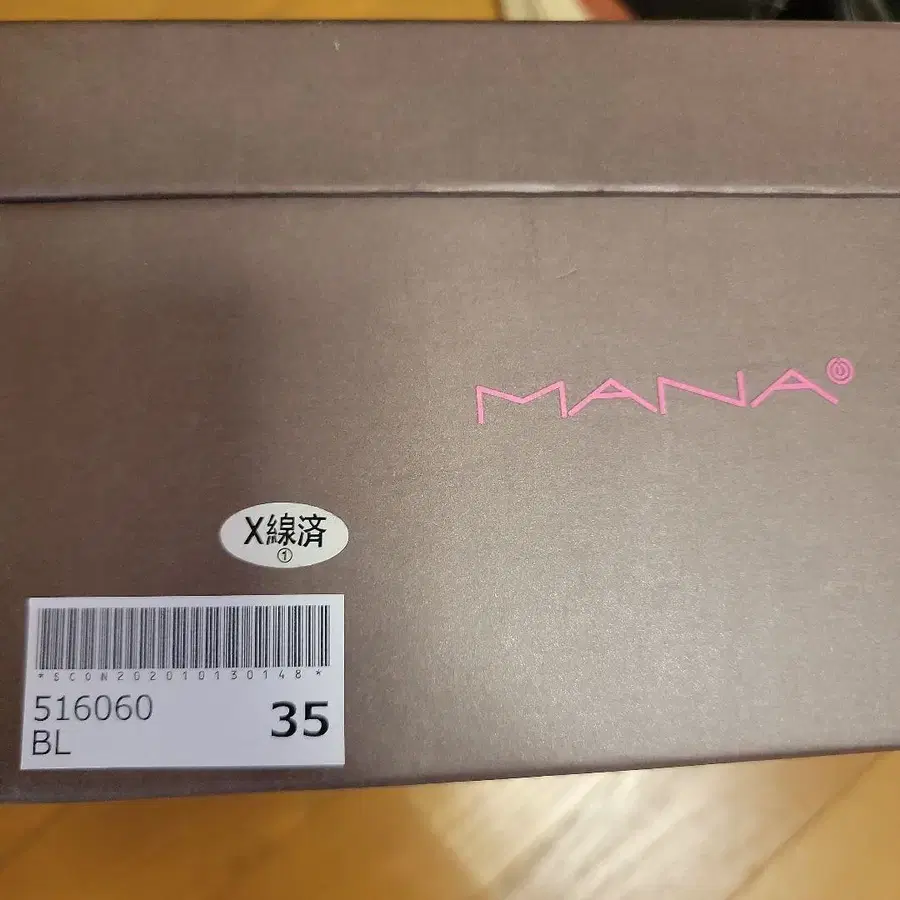 MANA
X線済
①
*SCON202010130148*
516060
35
BL